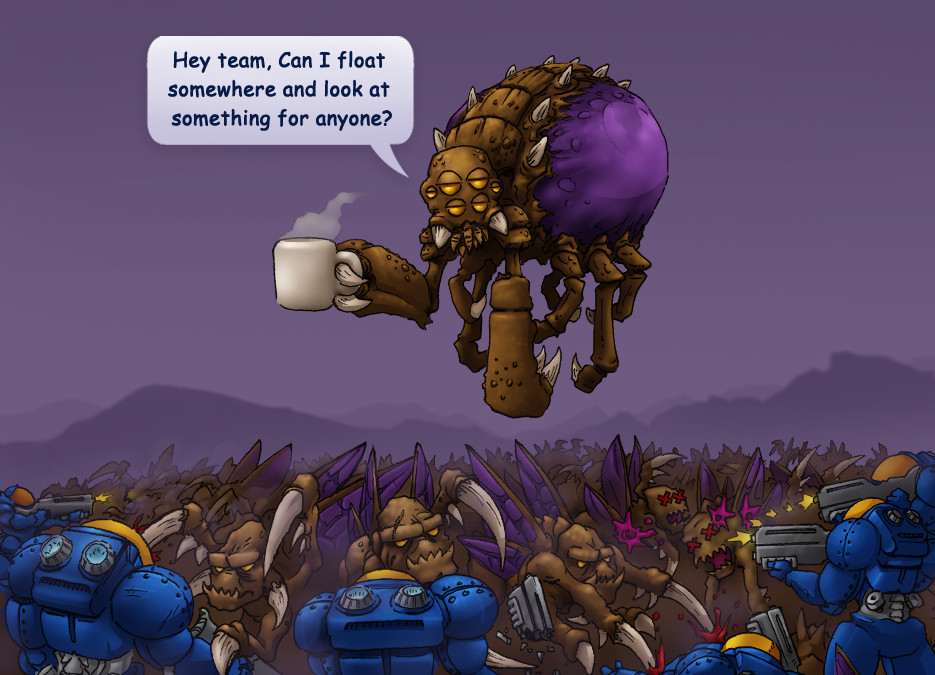 Hey team, Can I float
somewhere and look at
something for anyone?